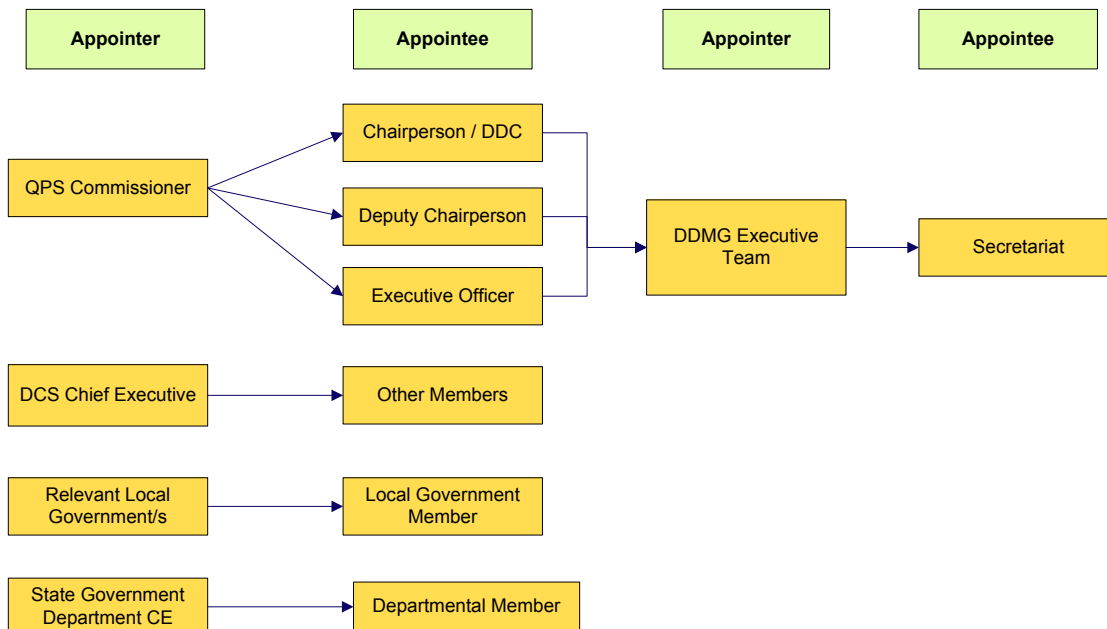 Appointer
Appointee
Appointer
Appointee
Chairperson / DDC
QPS Commissioner
Deputy Chairperson
DDMG Executive
Team
Secretariat
Executive Officer
DCS Chief Executive
Other Members
Relevant Local
Government/s
Local Government
Member
State Government
Department CE
Departmental Member